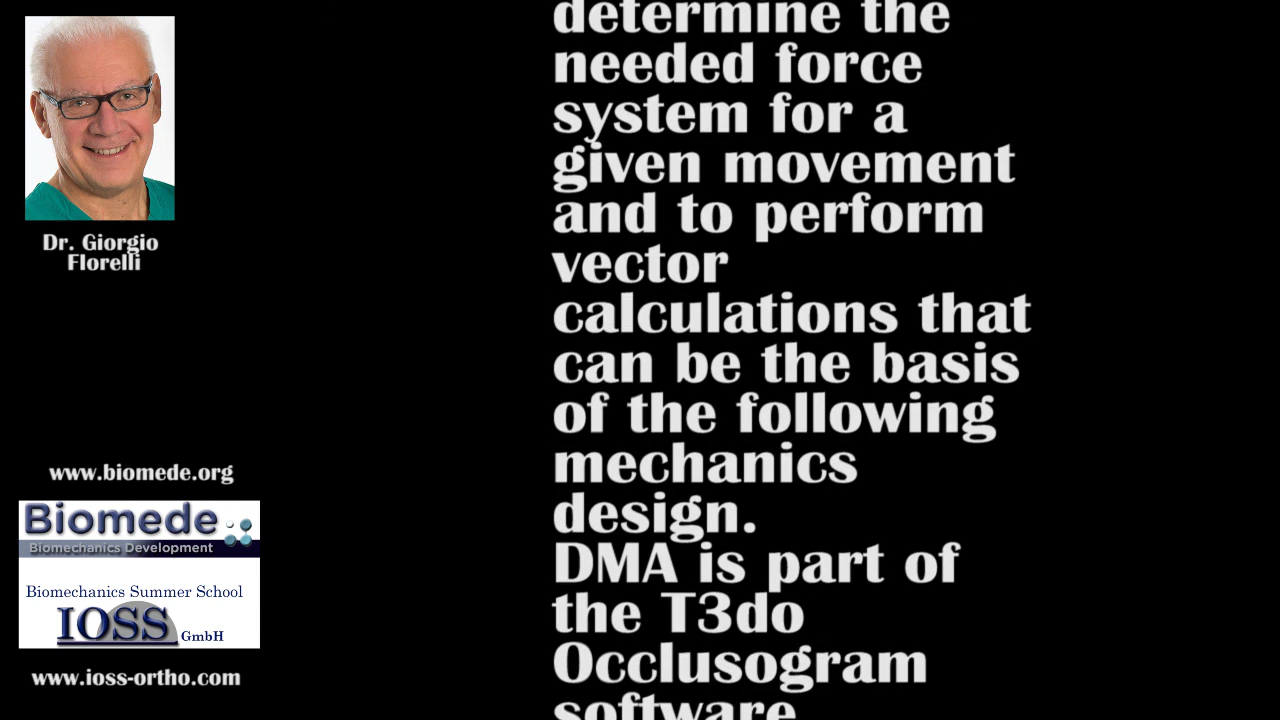 determine the
needed force
system for a
given movement
and to perform
vector
calculations that
can be the basis
of the following
mechanics
design.
DMA is part of
the T3do
Occlusogram
software
Dr. Giorgio
Florelli
www.biomede.org
Biomede
Biomechanics Development
Biomechanics Summer School
IOSS GmbH
www.ioss-ortho.com